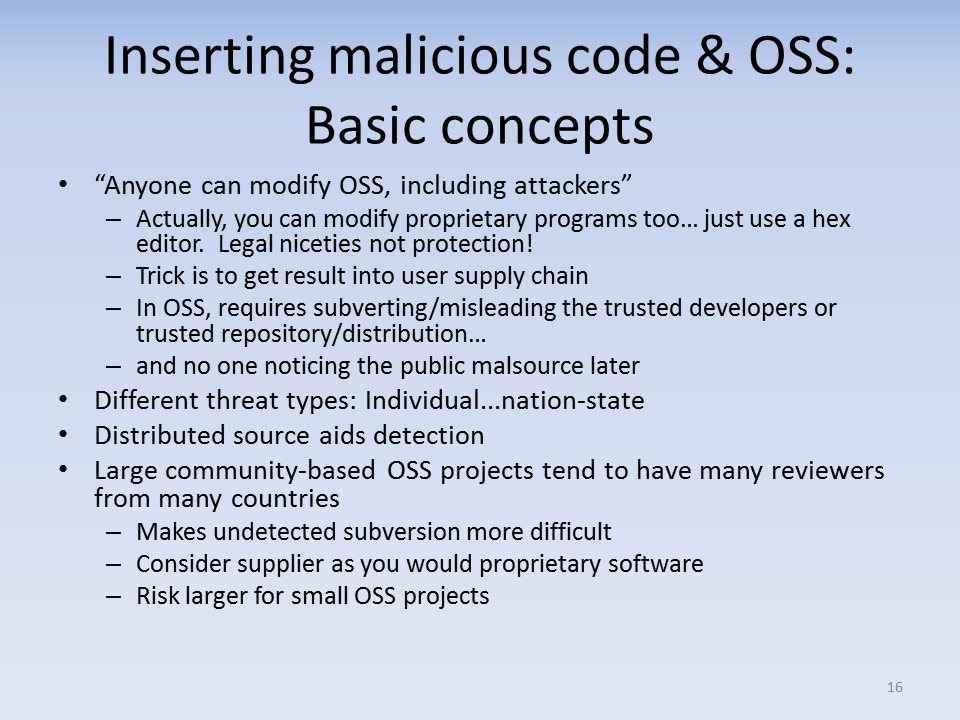 Inserting malicious code & OSS:
Basic concepts
• “Anyone can modify OSS, including attackers”
– Actually, you can modify proprietary programs too… just use a hex
editor. Legal niceties not protection!
– Trick is to get result into user supply chain
– In OSS, requires subverting/misleading the trusted developers or
trusted repository/distribution…
– and no one noticing the public malsource later
• Different threat types: Individual...nation-state
• Distributed source aids detection
• Large community-based OSS projects tend to have many reviewers
from many countries
– Makes undetected subversion more difficult
– Consider supplier as you would proprietary software
– Risk larger for small OSS projects
16